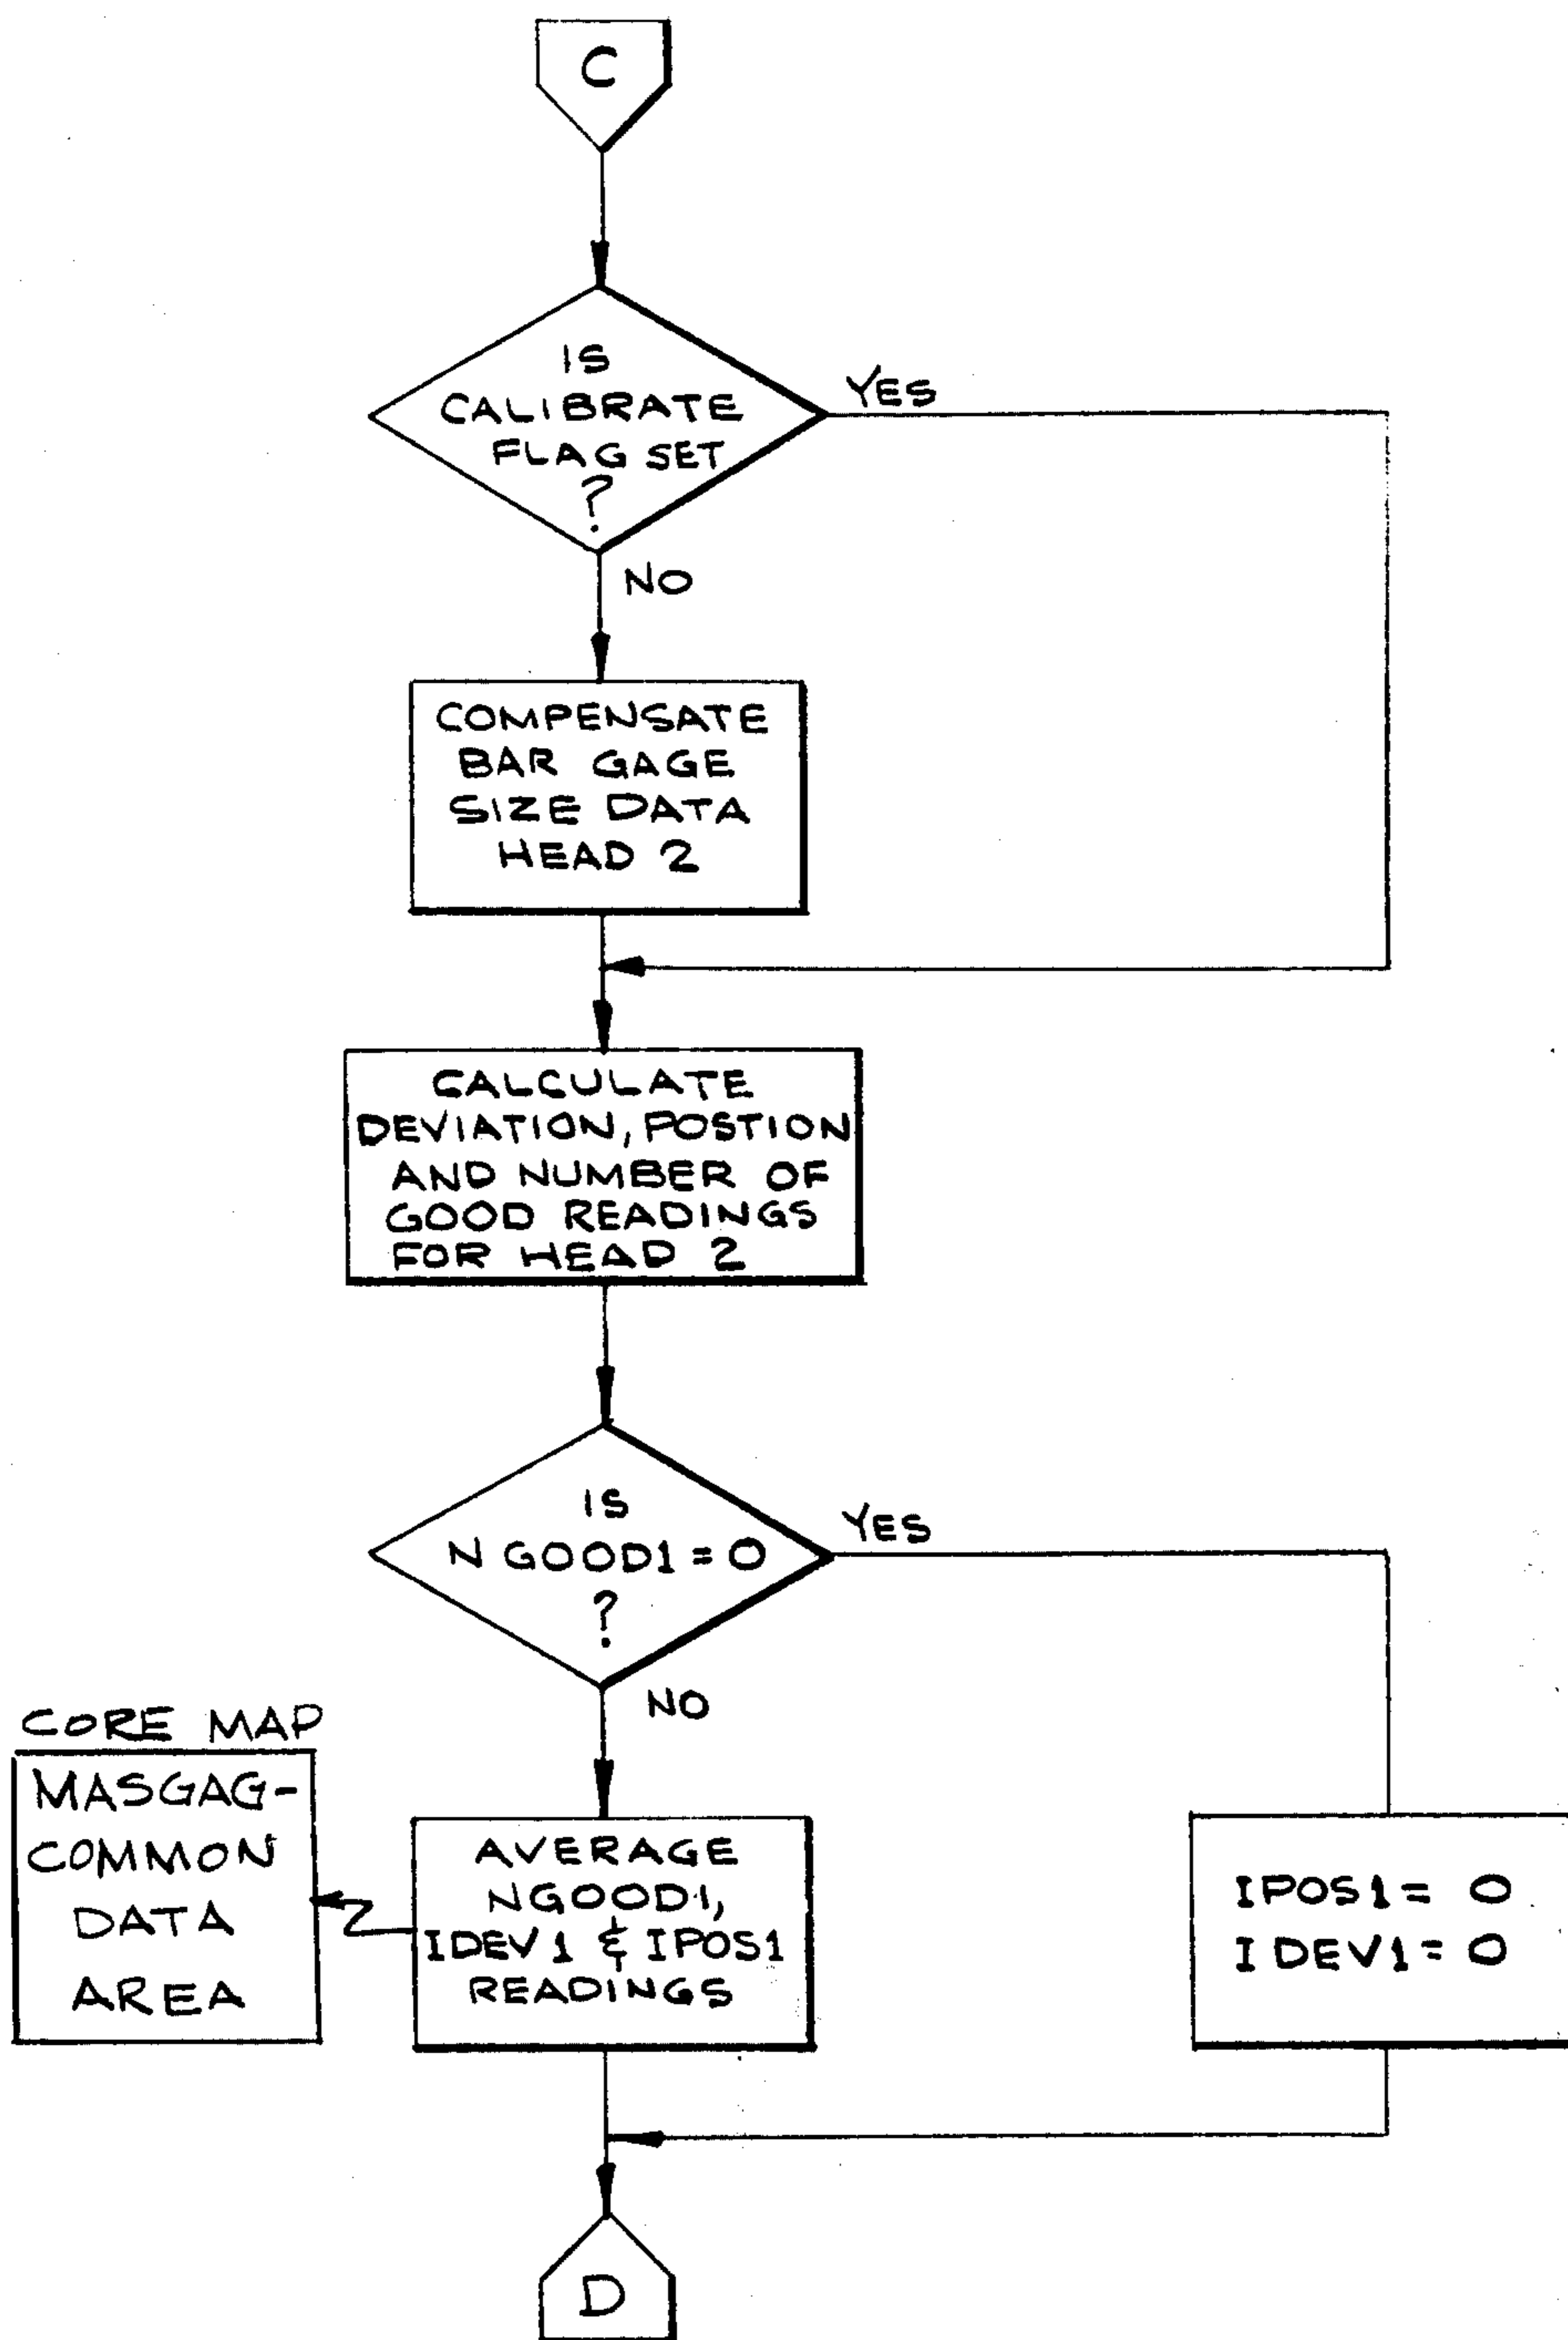 C
IS
CALIBRATE
FLAG SET
?
YES
NO
COMPENSATE
BAR GAGE
SIZE DATA
HEAD 2
CALCULATE
DEVIATION, POSTION
AND NUMBER OF
GOOD READINGS
FOR HEAD 2
IS
N GOOD1 = 0
?
YES
NO
CORE MAP
MASGAG-
COMMON
DATA
AREA
AVERAGE
NGOOD1,
IDEV1 & IPOS1
READINGS
IPOS1 = 0
IDEV1 = 0
D